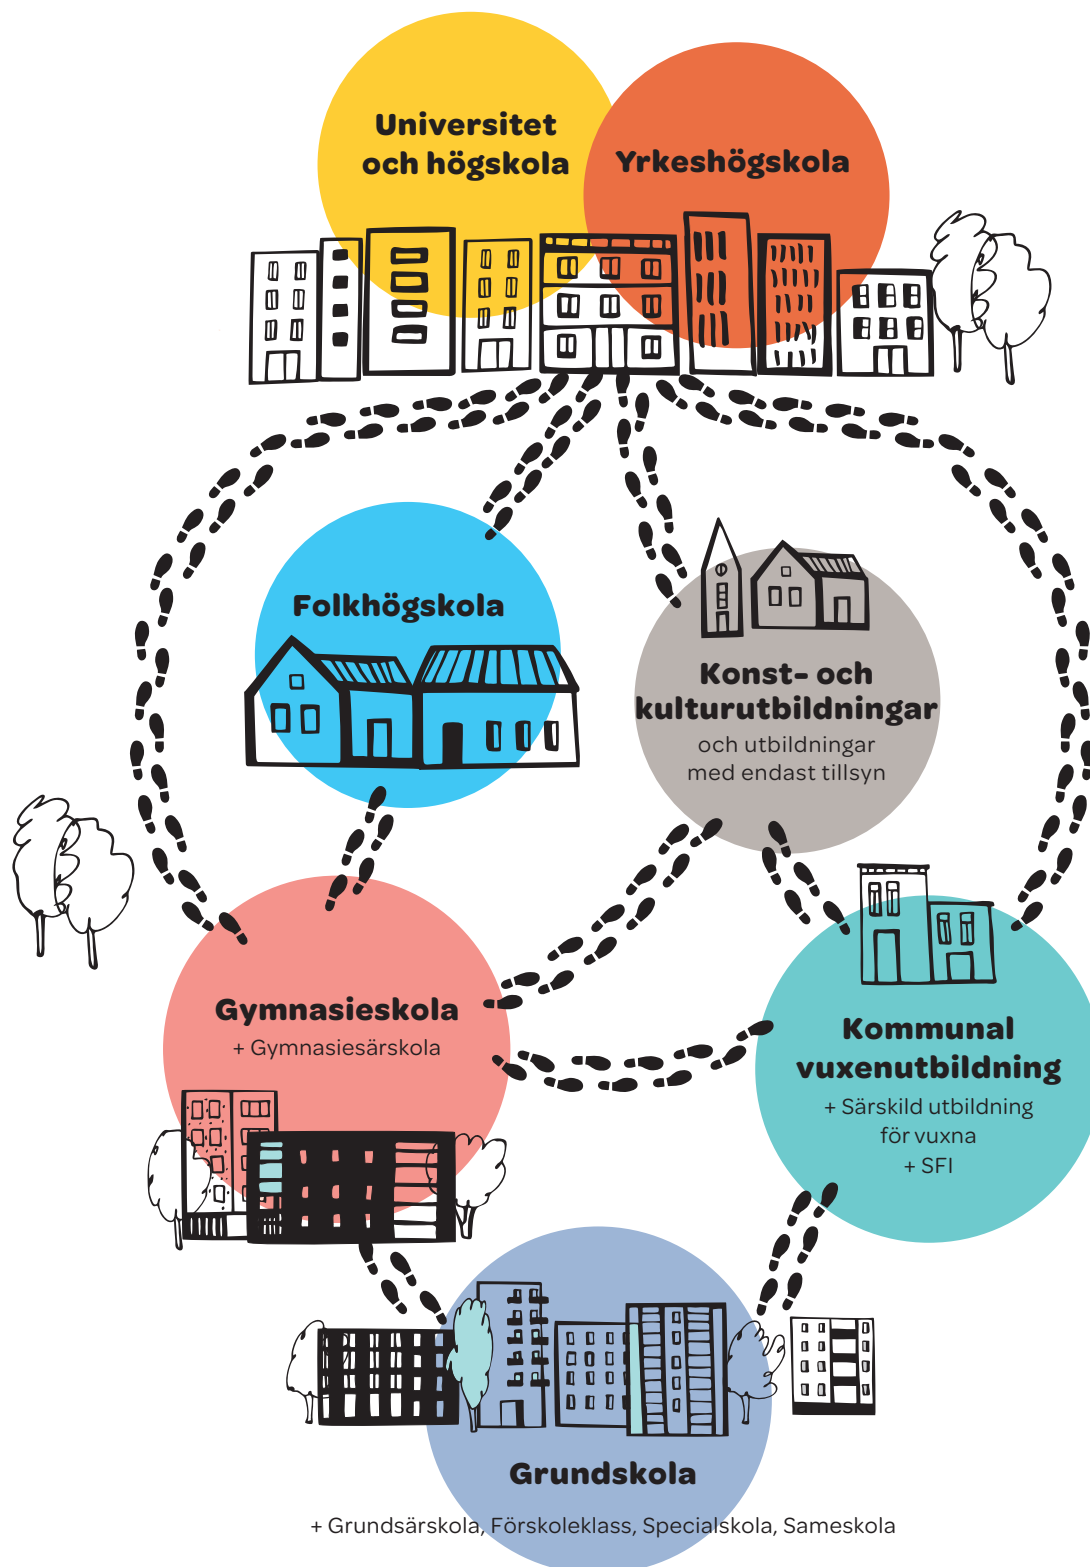 Universitet
och högskola
Yrkeshögskola
Folkhögskola
Konst- och
kulturutbildningar
och utbildningar
med endast tillsyn
Gymnasieskola
+ Gymnasiesärskola
Kommunal
vuxenutbildning
+ Särskild utbildning
för vuxna
+ SFI
Grundskola
+ Grundsärskola, Förskoleklass, Specialskola, Sameskola